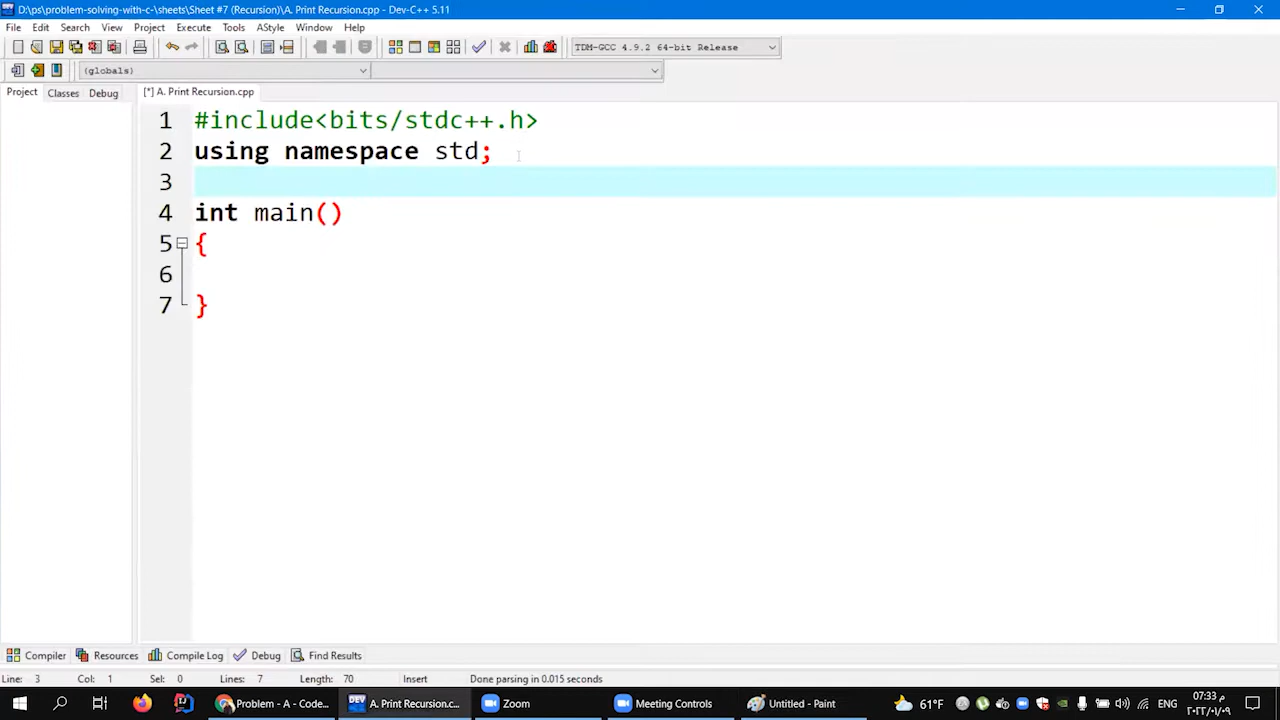 D:\ps\problem-solving-with-c-\sheets\Sheet #7 (Recursion)\A. Print Recursion.cpp - Dev-C++ 5.11
File Edit Search View Project Execute Tools AStyle Window Help
TDM-GCC 4.9.2 64-bit Release
(globals)
Project Classes Debug [*] A. Print Recursion.cpp
1 #include<bits/stdc++.h>
2 using namespace std;
3
4 int main()
5 {
6
7 }
Compiler Resources Compile Log Debug Find Results
Line: 3 Col: 1 Sel: 0 Lines: 7 Length: 70 Insert Done parsing in 0.015 seconds
Problem - A - Code... A. Print Recursion.c... Zoom Meeting Controls Untitled - Paint 61°F ENG 07:33 م